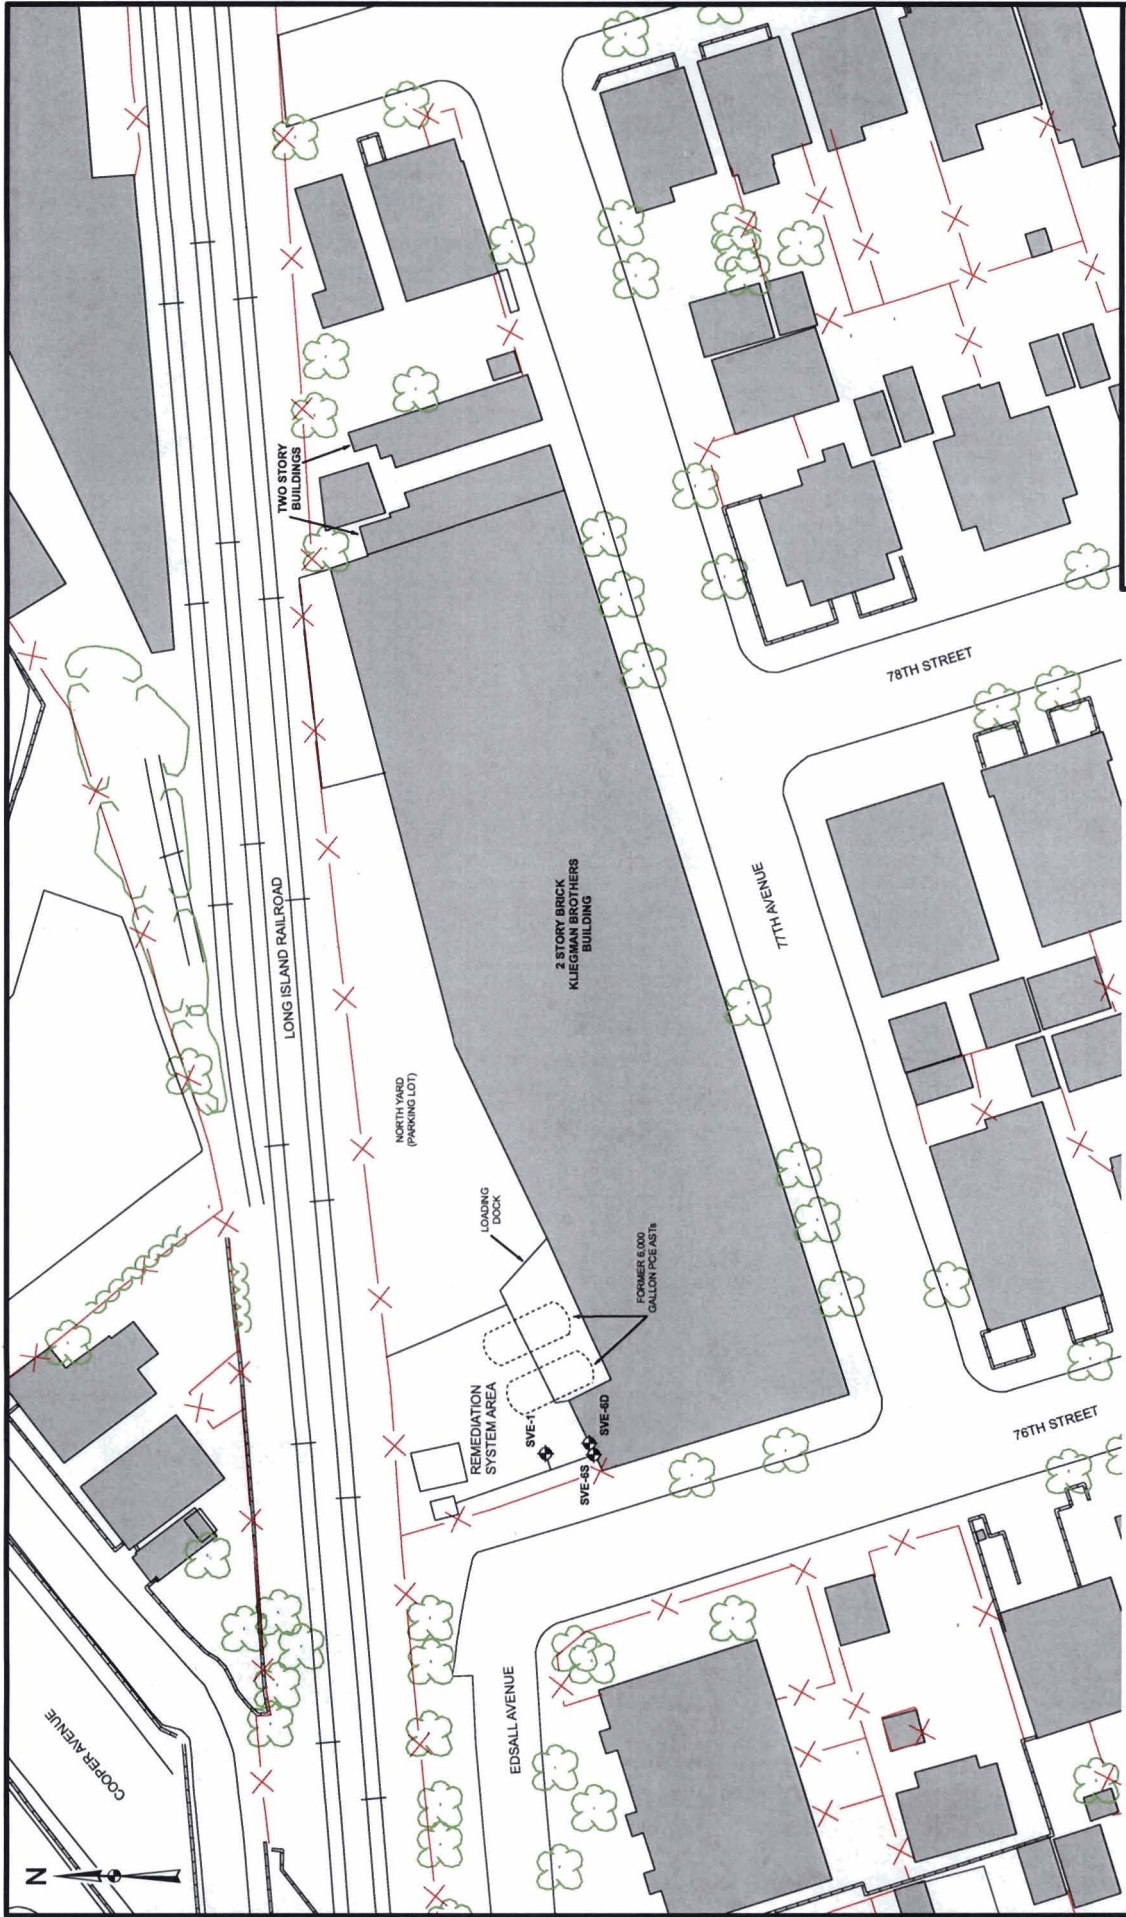 TWO STORY
BUILDINGS
78TH STREET
LONG ISLAND RAILROAD
2 STORY BRICK
KLIEGMAN BROTHERS
BUILDING
77TH AVENUE
NORTH YARD
(PARKING LOT)
LOADING
DOCK
FORMER 6,000
GALLON PCE ASTs
REMEDIATION
SYSTEM AREA
SVE-1
SVE-6D
SVE-6S
76TH STREET
EDSALL AVENUE
COOPER AVENUE
N